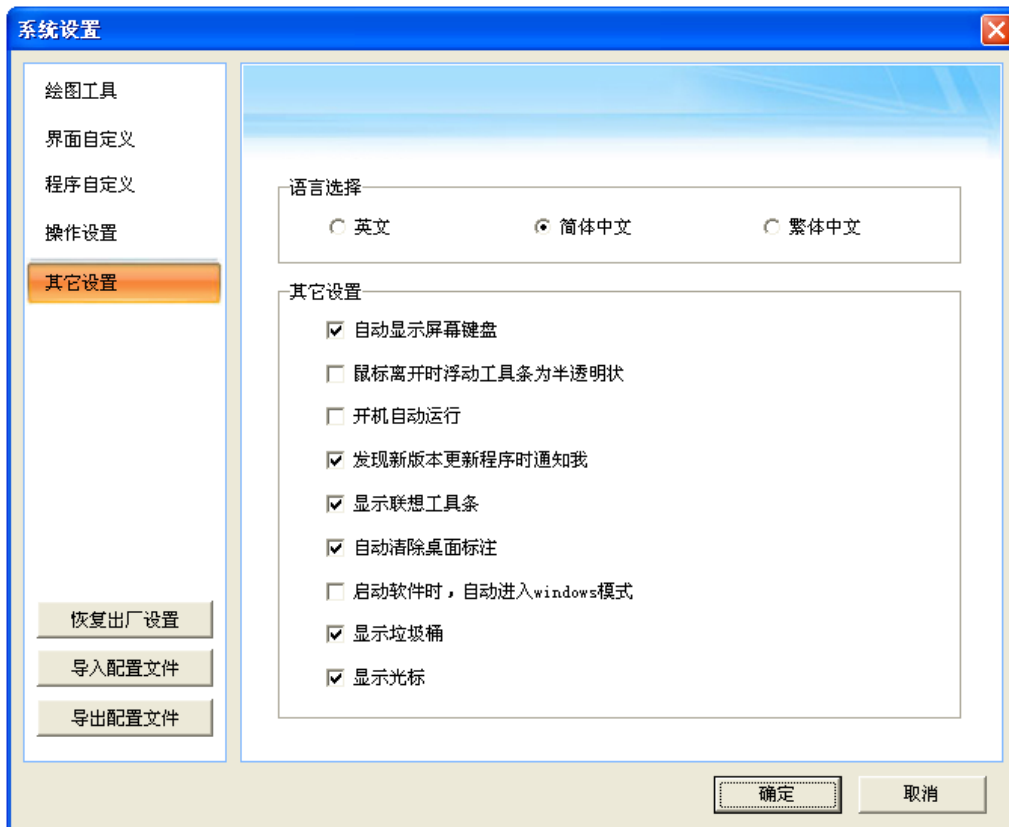 系统设置
绘图工具
界面自定义
程序自定义
操作设置
其它设置
恢复出厂设置
导入配置文件
导出配置文件
语言选择
英文 简体中文 繁体中文
其它设置
自动显示屏幕键盘
鼠标离开时浮动工具条为半透明状
开机自动运行
发现新版本更新程序时通知我
显示联想工具条
自动清除桌面标注
启动软件时，自动进入windows模式
显示垃圾桶
显示光标
确定 取消